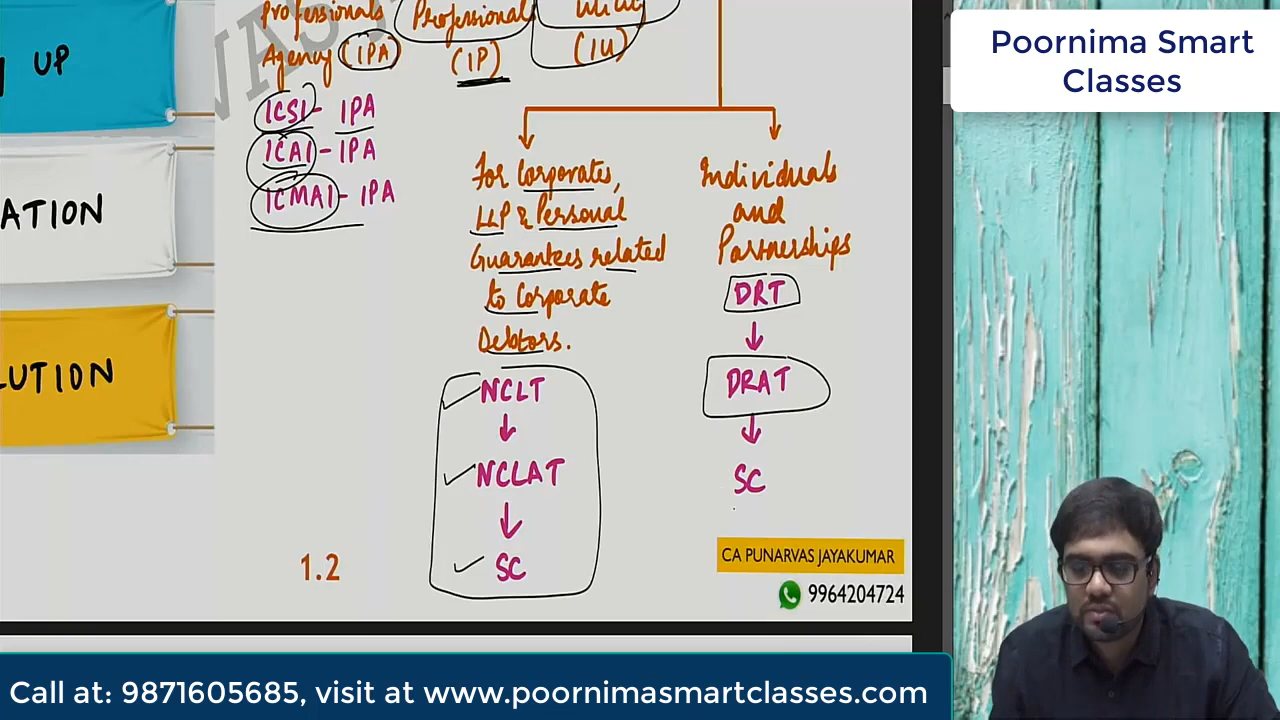 Professionals
Agency (IPA)
Professional
(IP)
(IU)
UP
ICSI - IPA
ICAI - IPA
ICMAI - IPA
ATION
LUTION
For Corporates,
LLP & Personal
Guarantees related
to Corporate
Debtors.
NCLT
NCLAT
SC
Individuals
and
Partnerships
DRT
DRAT
SC
1.2
CA PUNARVAS JAYAKUMAR
9964204724
Poornima Smart
Classes
Call at: 9871605685, visit at www.poornimasmartclasses.com